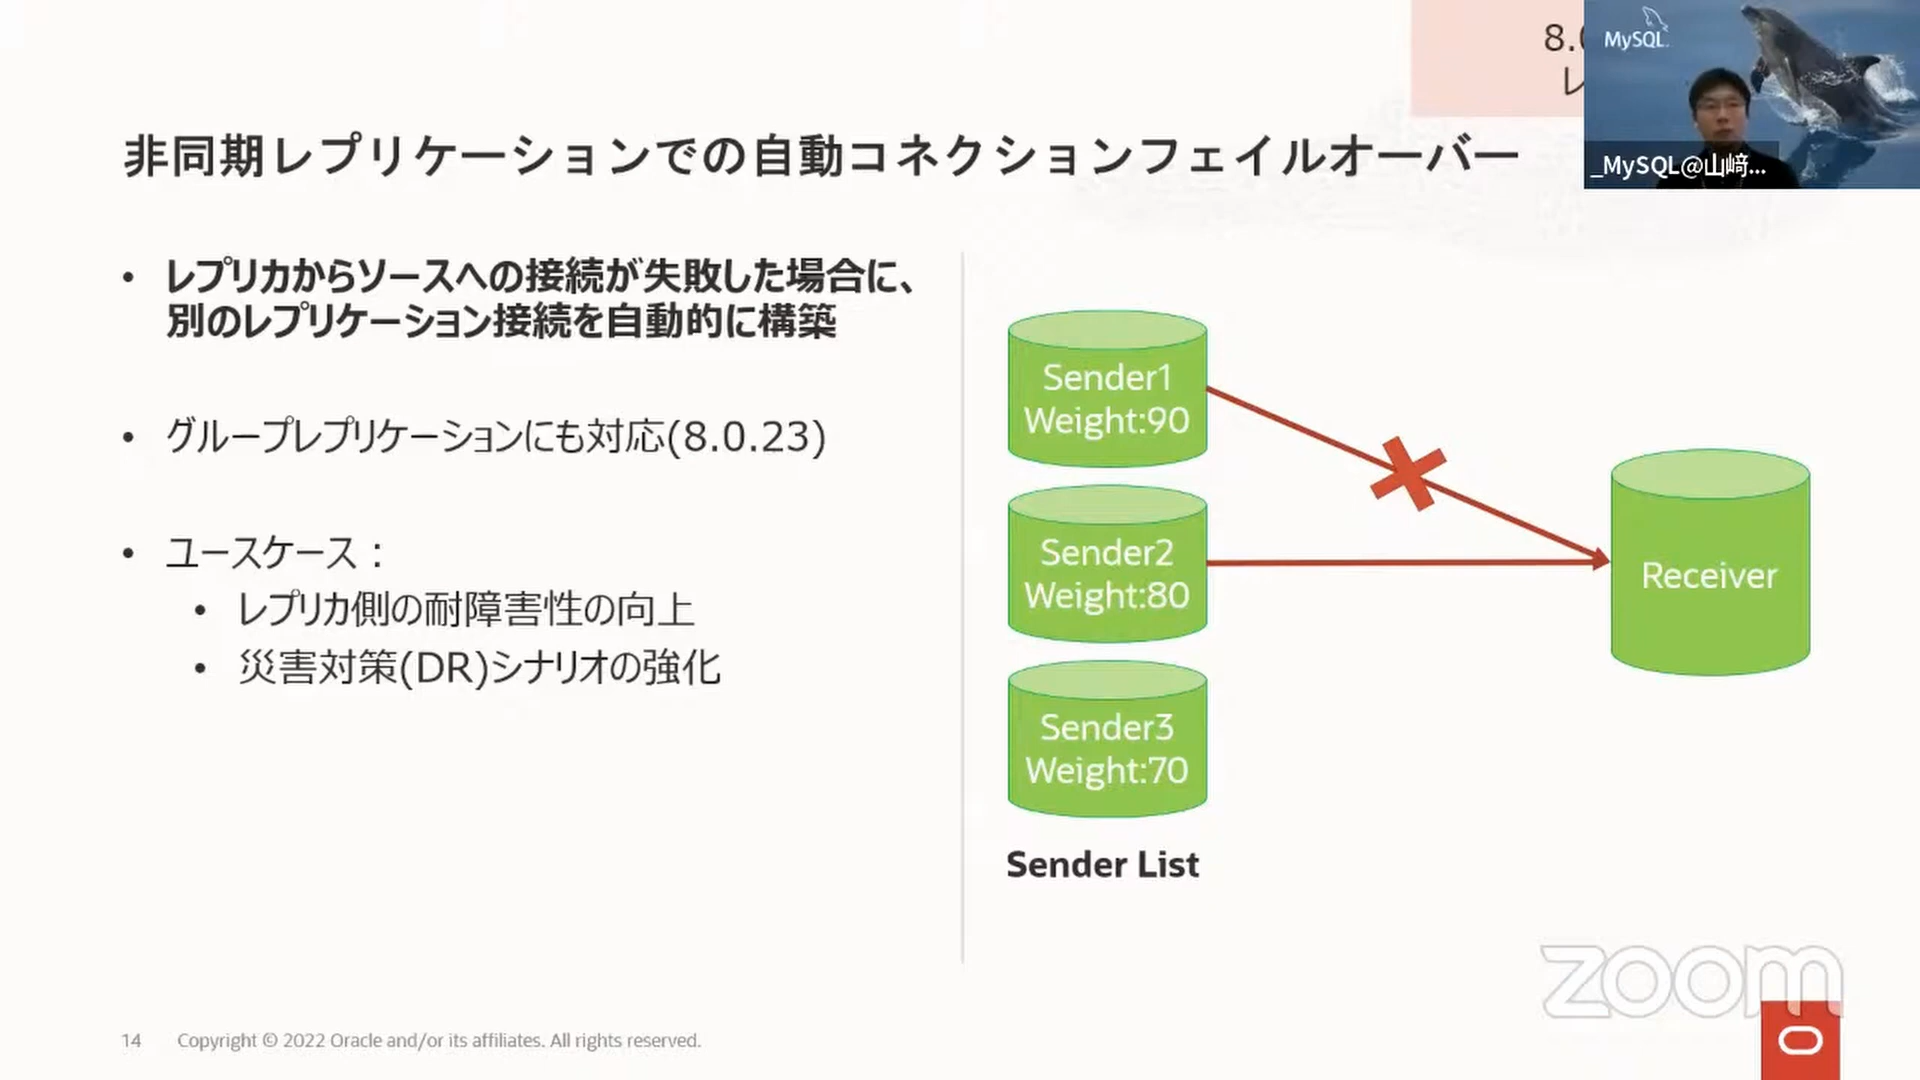 MySQL
_MySQL@山﨑...
非同期レプリケーションでの自動コネクションフェイルオーバー
• レプリカからソースへの接続が失敗した場合に、
別のレプリケーション接続を自動的に構築
• グループレプリケーションにも対応(8.0.23)
• ユースケース：
• レプリカ側の耐障害性の向上
• 災害対策(DR)シナリオの強化
Sender1
Weight:90
Sender2
Weight:80
Sender3
Weight:70
Sender List
Receiver
zoom
14 Copyright © 2022 Oracle and/or its affiliates. All rights reserved.